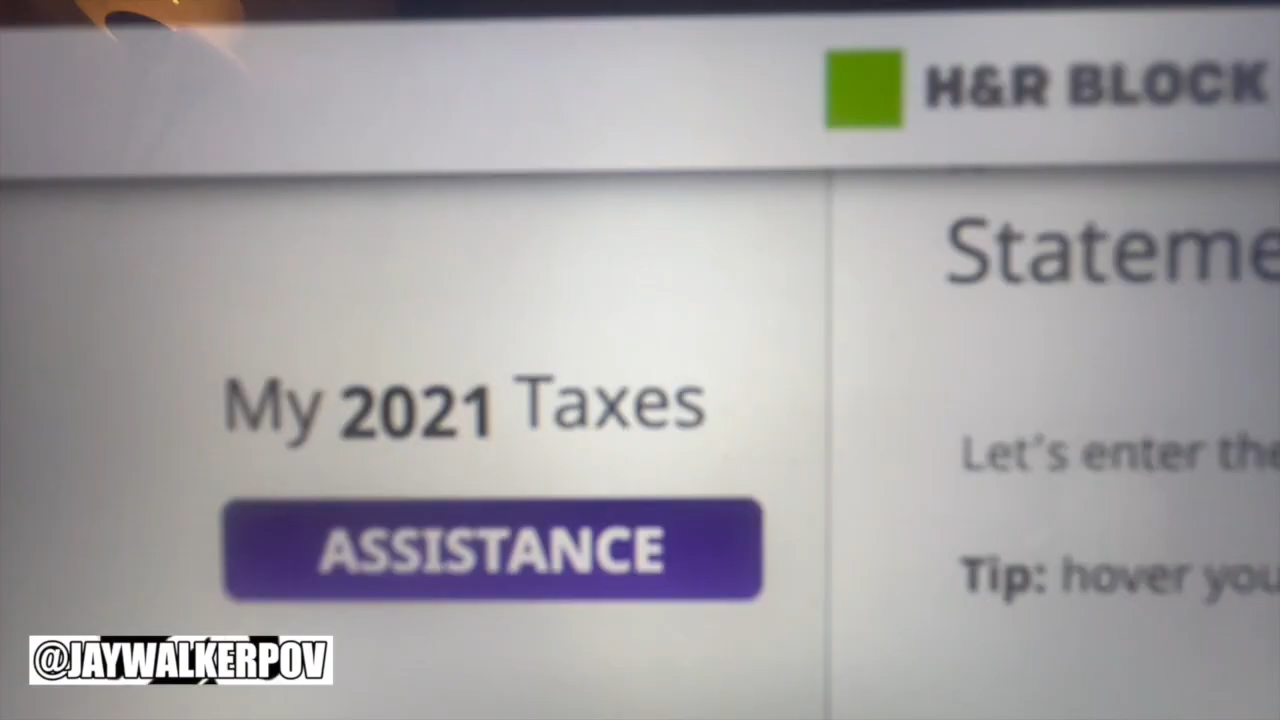 H&R BLOCK
Stateme
My 2021 Taxes
Let's enter the
ASSISTANCE
Tip: hover you
@JAYWALKERPOV